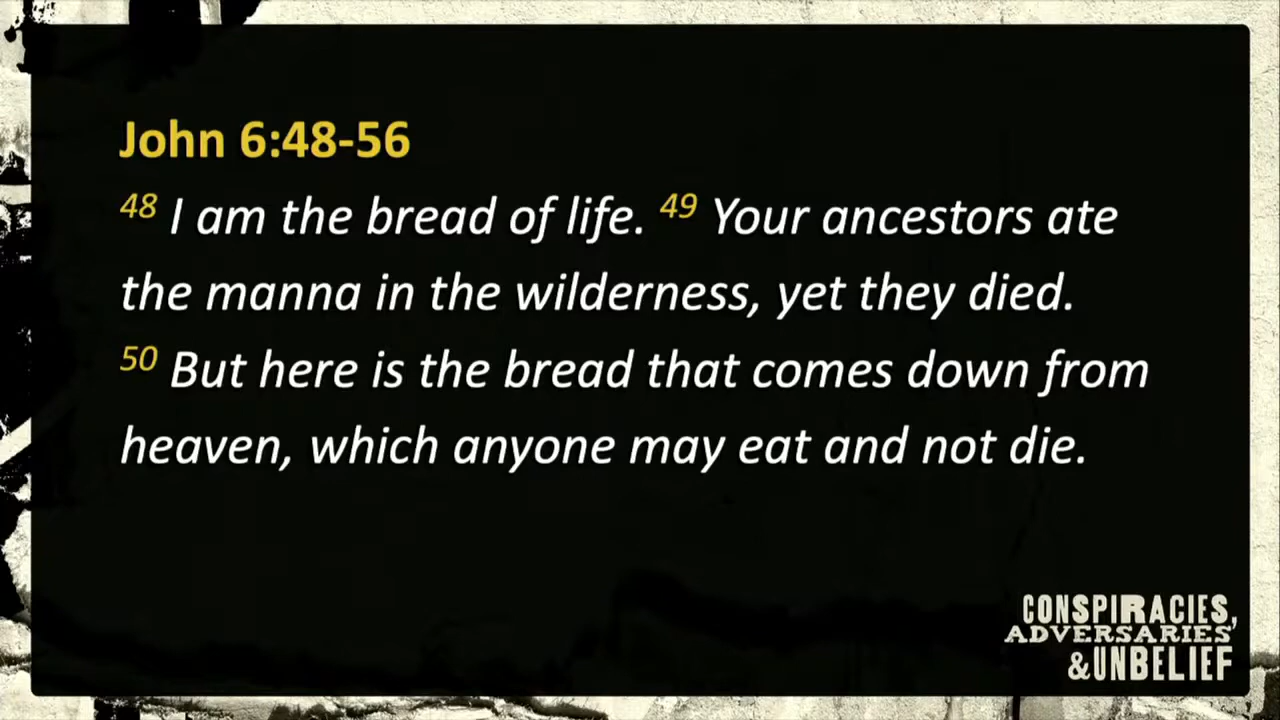 John 6:48-56
48 I am the bread of life. 49 Your ancestors ate
the manna in the wilderness, yet they died.
50 But here is the bread that comes down from
heaven, which anyone may eat and not die.
CONSPIRACIES,
ADVERSARIES
&UNBELIEF